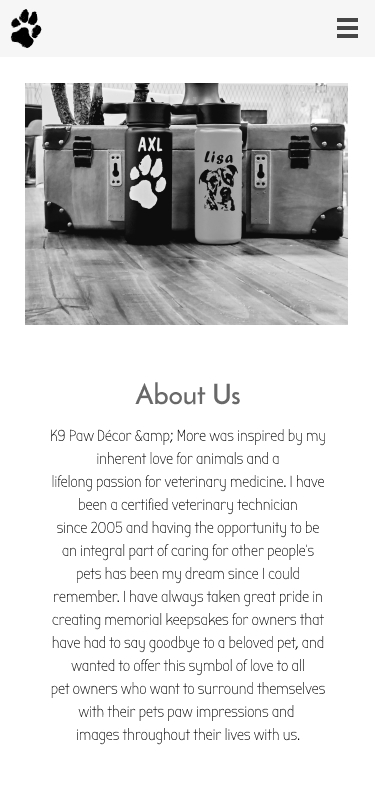 AXL
Lisa
About Us
K9 Paw Décor &amp; More was inspired by my
inherent love for animals and a
lifelong passion for veterinary medicine. I have
been a certified veterinary technician
since 2005 and having the opportunity to be
an integral part of caring for other people's
pets has been my dream since I could
remember. I have always taken great pride in
creating memorial keepsakes for owners that
have had to say goodbye to a beloved pet, and
wanted to offer this symbol of love to all
pet owners who want to surround themselves
with their pets paw impressions and
images throughout their lives with us.